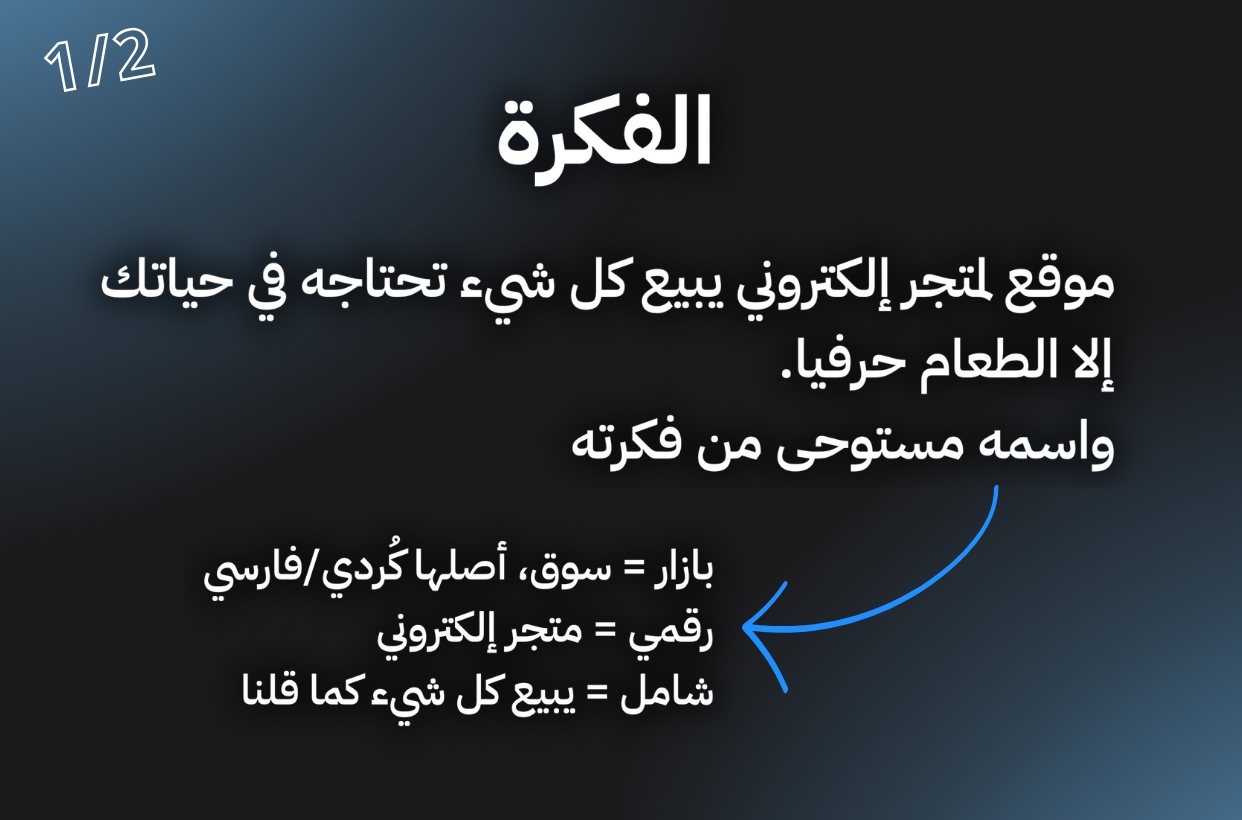 1/2
الفكرة
موقع لمتجر إلكتروني يبيع كل شيء تحتاجه في حياتك
إلا الطعام حرفيا.
واسمه مستوحى من فكرته
بازار = سوق، أصلها كُردي/فارسي
رقمي = متجر إلكتروني
شامل = يبيع كل شيء كما قلنا